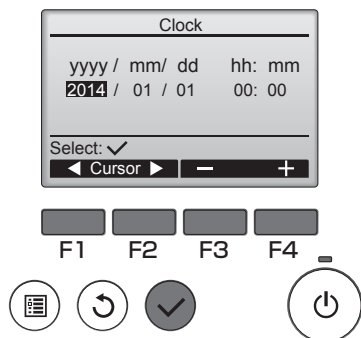 Clock
yyyy / mm/ dd hh: mm
2014 / 01 / 01 00: 00
Select: ✓
◀ Cursor ▶ − +
F1 F2 F3 F4